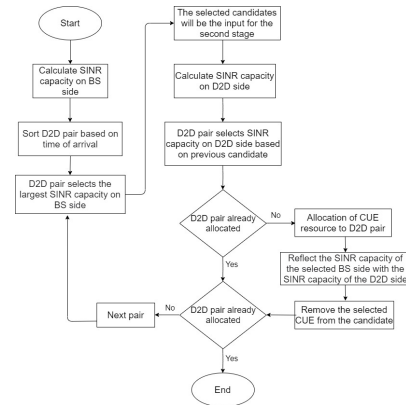 Start
Calculate SINR
capacity on BS
side
Sort D2D pair based on
time of arrival
D2D pair selects the
largest SINR capacity on
BS side
The selected candidates
will be the input for the
second stage
Calculate SINR capacity
on D2D side
D2D pair selects SINR
capacity on D2D side based
on previous candidate
D2D pair already
allocated
No
Allocation of CUE
resource to D2D pair
Reflect the SINR capacity of
the selected BS side with the
SINR capacity of the D2D side
Remove the selected
CUE from the candidate
Yes
D2D pair already
allocated
No
Next pair
Yes
End